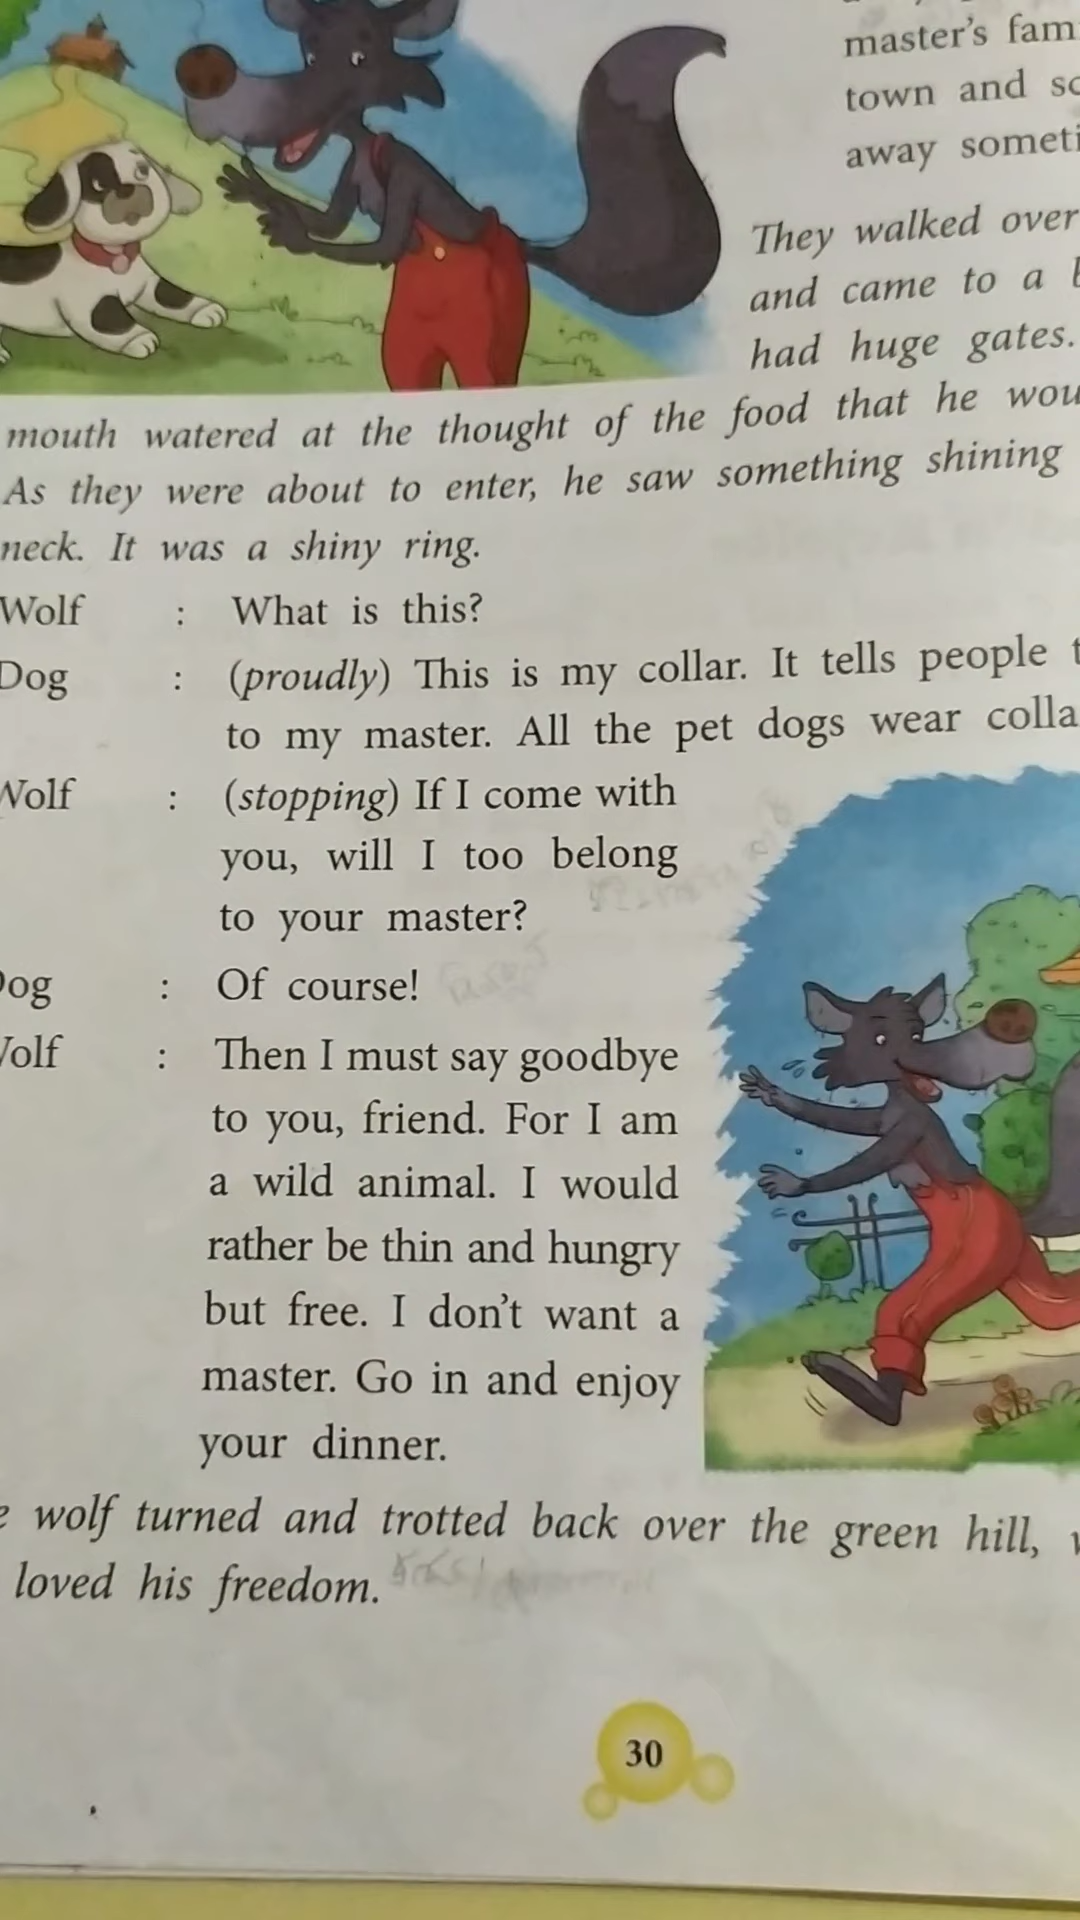 master's
town and
away
They walked over
and came to a
had huge gates.
mouth watered at the thought of the food that he
As they were about to enter, he saw something shining
neck. It was a shiny ring.
Wolf : What is this?
Dog : (proudly) This is my collar. It tells people
to my master. All the pet dogs wear
Wolf : (stopping) If I come with
you, will I too belong
to your master?
Dog : Of course!
Wolf : Then I must say goodbye
to you, friend. For I am
a wild animal. I would
rather be thin and hungry
but free. I don't want a
master. Go in and enjoy
your dinner.
wolf turned and trotted back over the green hill,
loved his freedom.
30